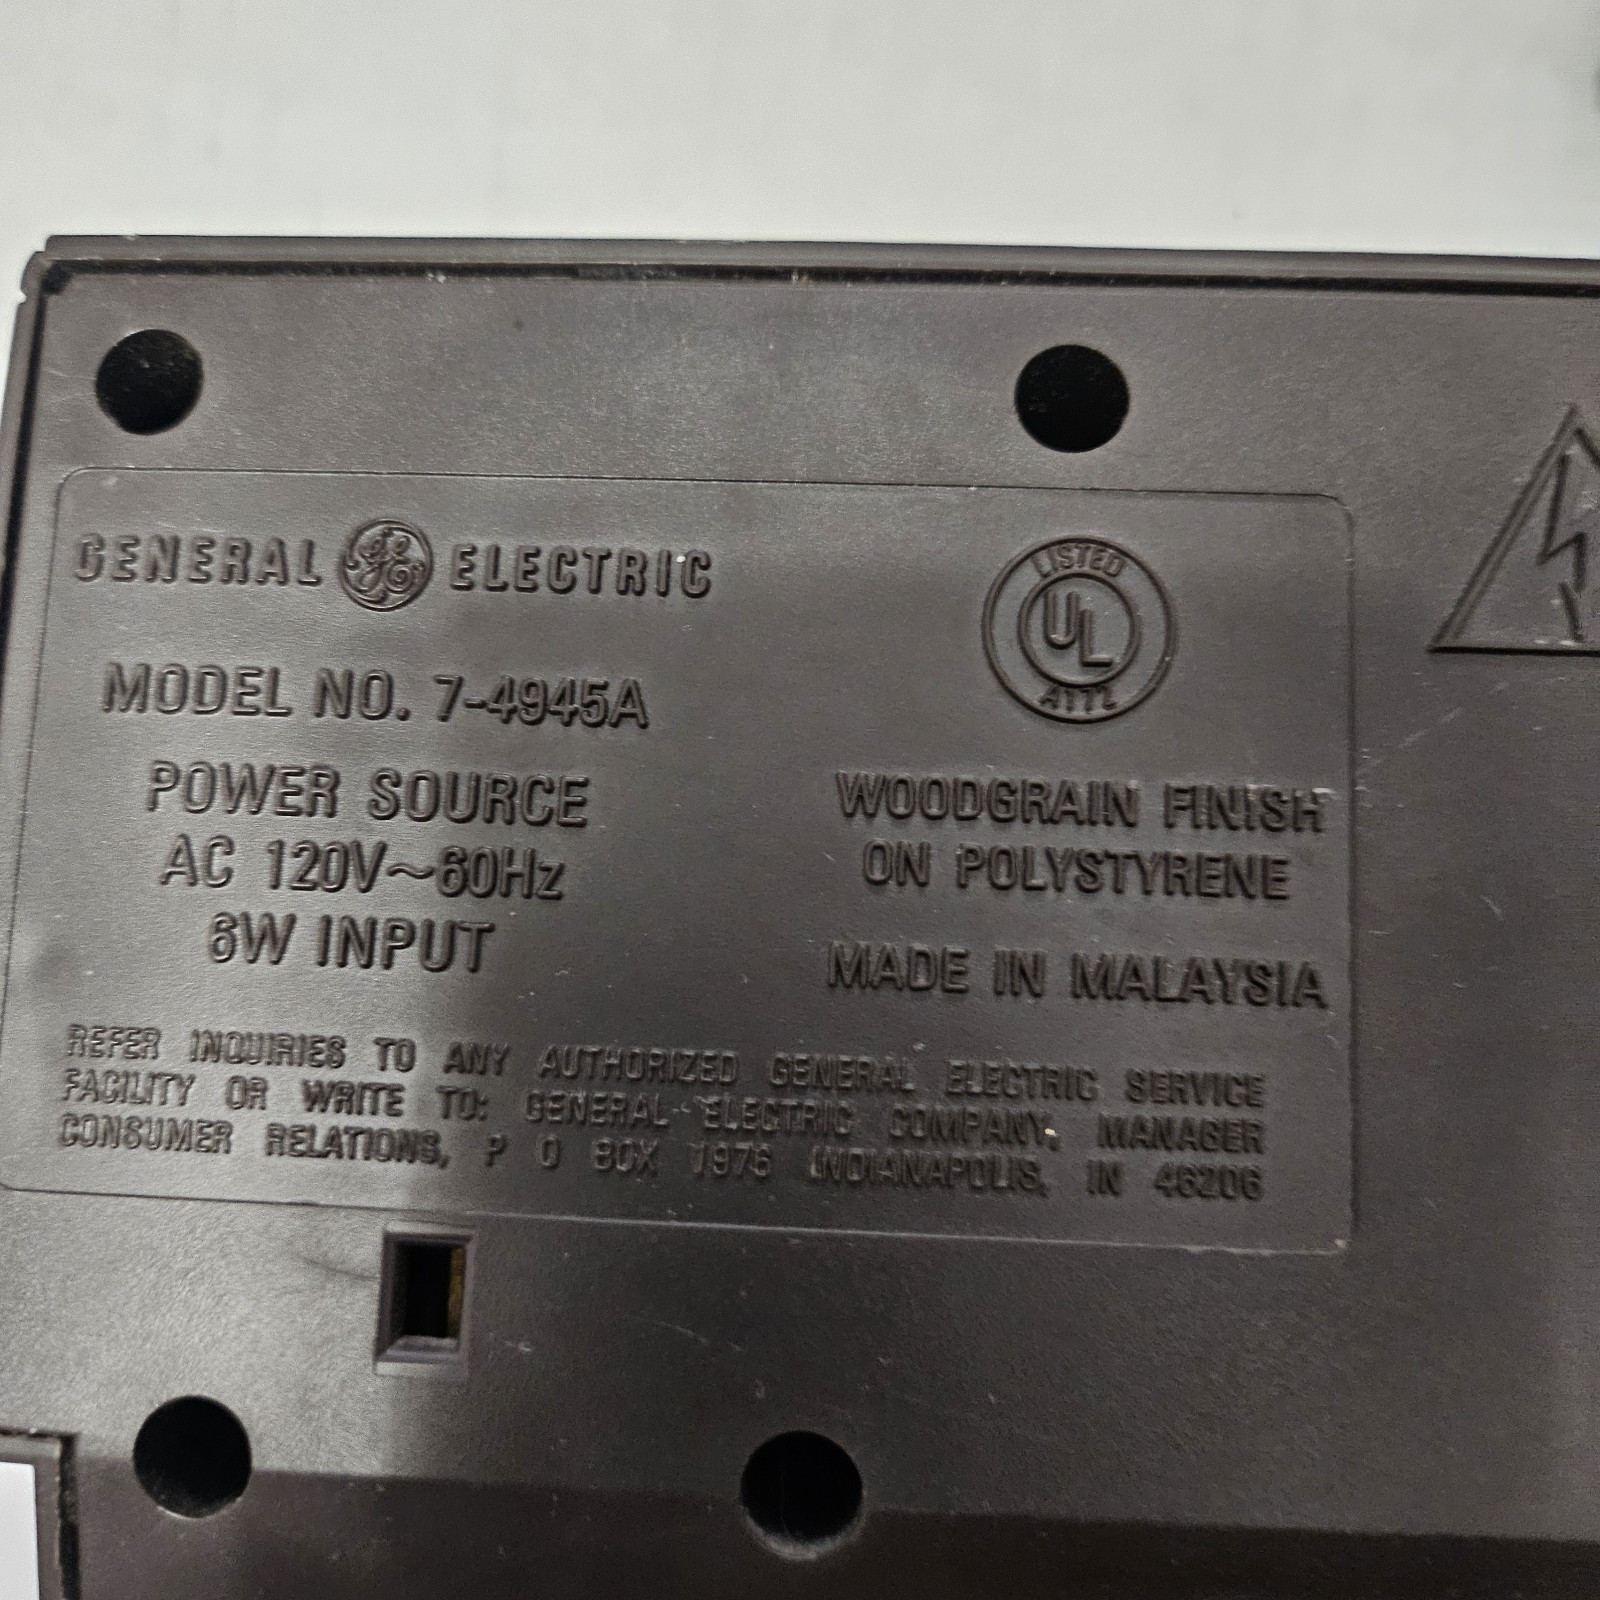 GENERAL GE ELECTRIC
MODEL NO. 7-4945A
POWER SOURCE
AC 120V~60Hz
6W INPUT
LISTED
UL
A172
WOODGRAIN FINISH
ON POLYSTYRENE
MADE IN MALAYSIA
REFER INQUIRIES TO ANY AUTHORIZED GENERAL ELECTRIC SERVICE
FACILITY OR WRITE TO: GENERAL ELECTRIC COMPANY, MANAGER
CONSUMER RELATIONS, P O BOX 1976 INDIANAPOLIS, IN 46206